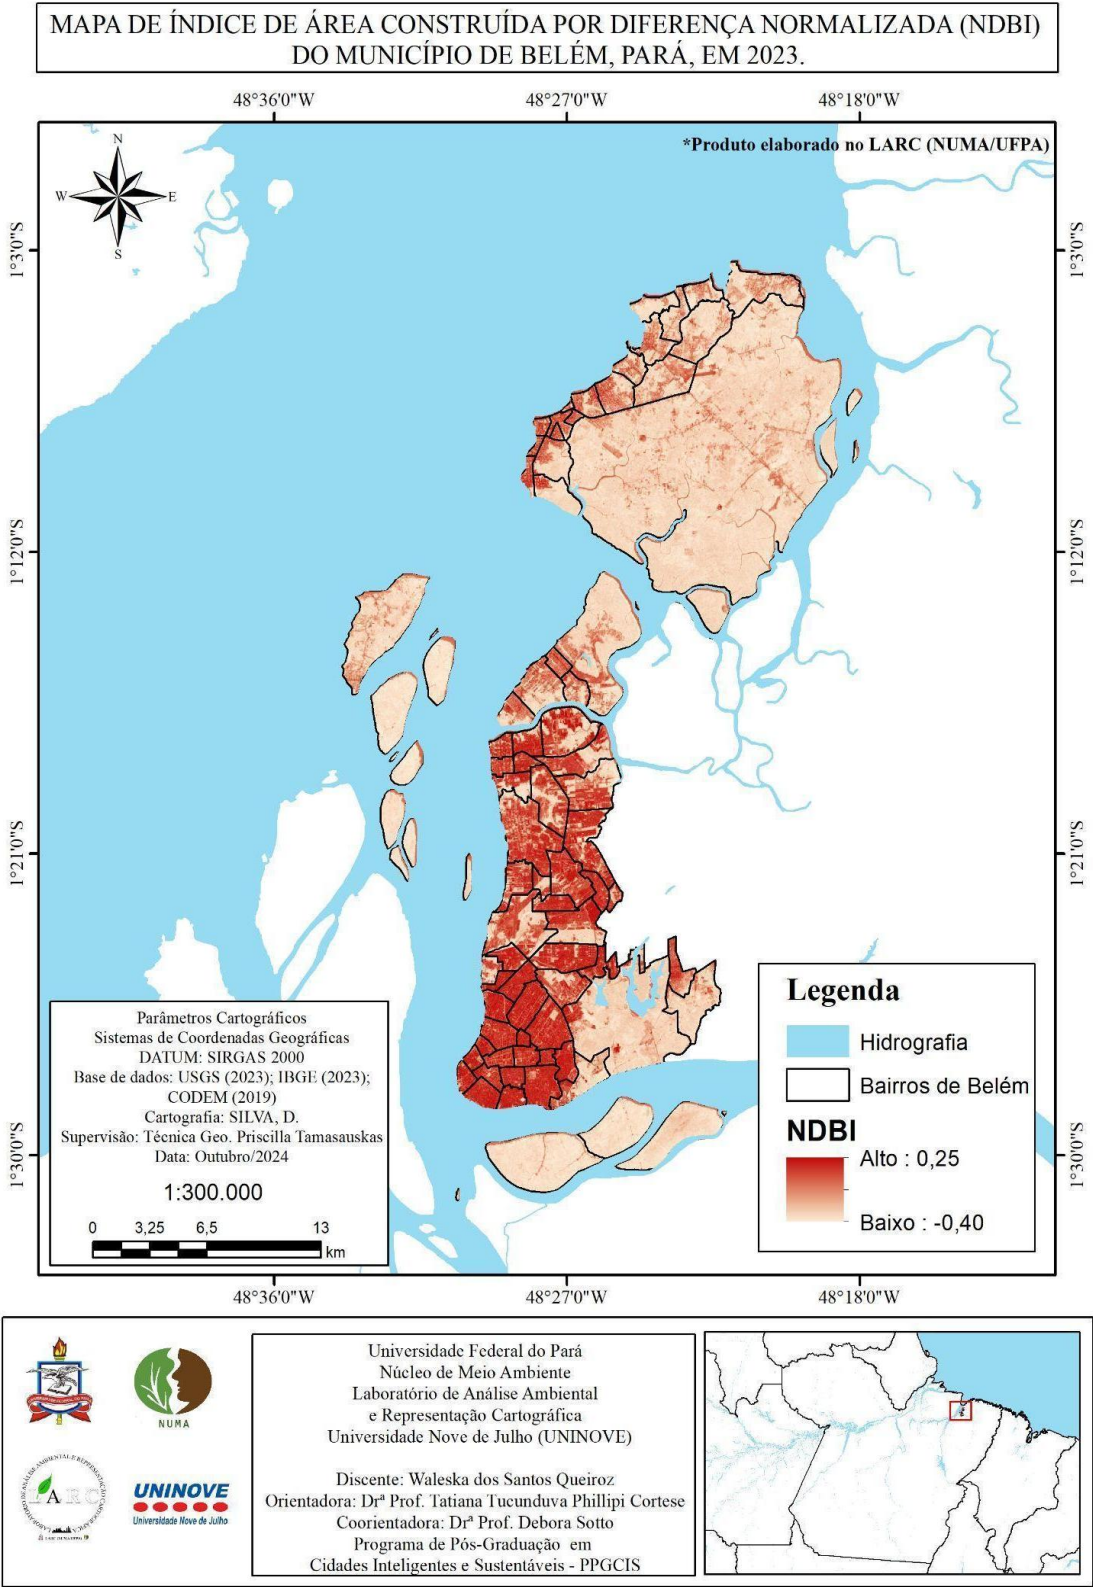 MAPA DE ÍNDICE DE ÁREA CONSTRUÍDA POR DIFERENÇA NORMALIZADA (NDBI)
DO MUNICÍPIO DE BELÉM, PARÁ, EM 2023.
48°36'0"W
48°27'0"W
48°18'0"W
*Produto elaborado no LARC (NUMA/UFPA)
N
W
E
S
1°3'0"S
1°3'0"S
1°12'0"S
1°12'0"S
1°21'0"S
1°21'0"S
1°30'0"S
1°30'0"S
Parâmetros Cartográficos
Sistemas de Coordenadas Geográficas
DATUM: SIRGAS 2000
Base de dados: USGS (2023); IBGE (2023);
CODEM (2019)
Cartografia: SILVA, D.
Supervisão: Técnica Geo. Priscilla Tamasauskas
Data: Outubro/2024
1:300.000
0 3,25 6,5 13
km
Legenda
Hidrografia
Bairros de Belém
NDBI
Alto : 0,25
Baixo : -0,40
48°36'0"W
48°27'0"W
48°18'0"W
NUMA
LARC
UNINOVE
Universidade Nove de Julho
Universidade Federal do Pará
Núcleo de Meio Ambiente
Laboratório de Análise Ambiental
e Representação Cartográfica
Universidade Nove de Julho (UNINOVE)
Discente: Waleska dos Santos Queiroz
Orientadora: Drª Prof. Tatiana Tucunduva Phillipi Cortese
Coorientadora: Drª Prof. Debora Sotto
Programa de Pós-Graduação em
Cidades Inteligentes e Sustentáveis - PPGCIS